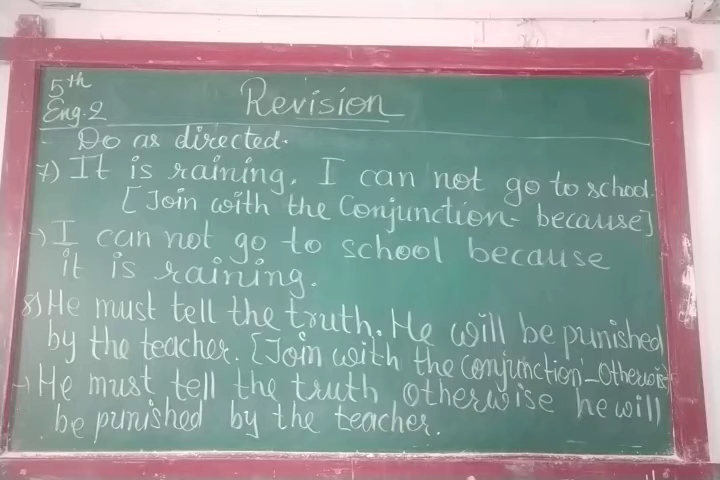 5th
Eng.2
Revision
Do as directed.
7) It is raining. I can not go to school.
[Join with the Conjunction- because]
→ I can not go to school because
it is raining.
8) He must tell the truth. He will be punished
by the teacher. [Join with the conjunction-Otherwise
→ He must tell the truth otherwise he will
be punished by the teacher.